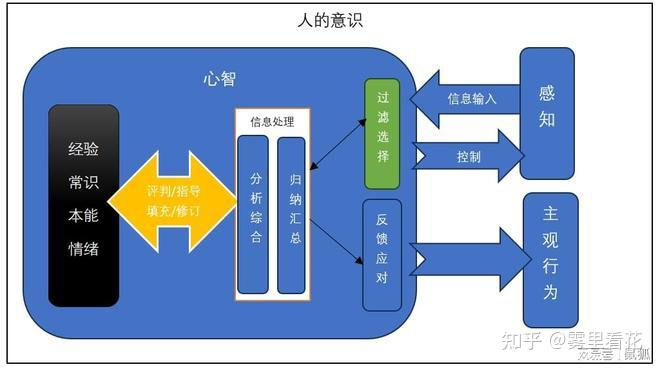 人的意识
心智
经验
常识
本能
情绪
评判/指导
填充/修订
信息处理
分析综合
归纳汇总
过滤选择
反馈应对
信息输入
控制
感知
主观行为
知乎 @雾里看花